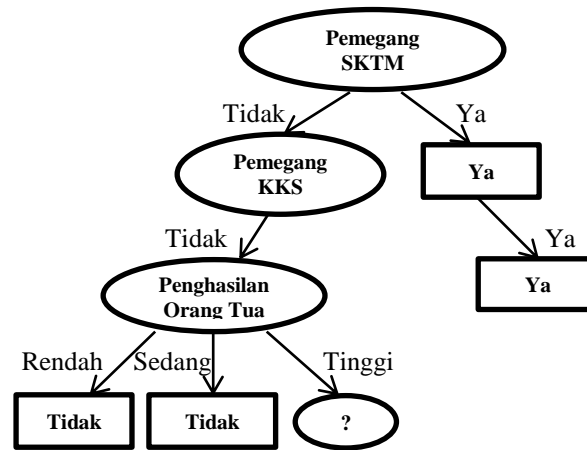 Pemegang
SKTM
Tidak
Ya
Pemegang
KKS
Ya
Tidak
Ya
Penghasilan
Orang Tua
Ya
Rendah
Sedang
Tinggi
Tidak
Tidak
?